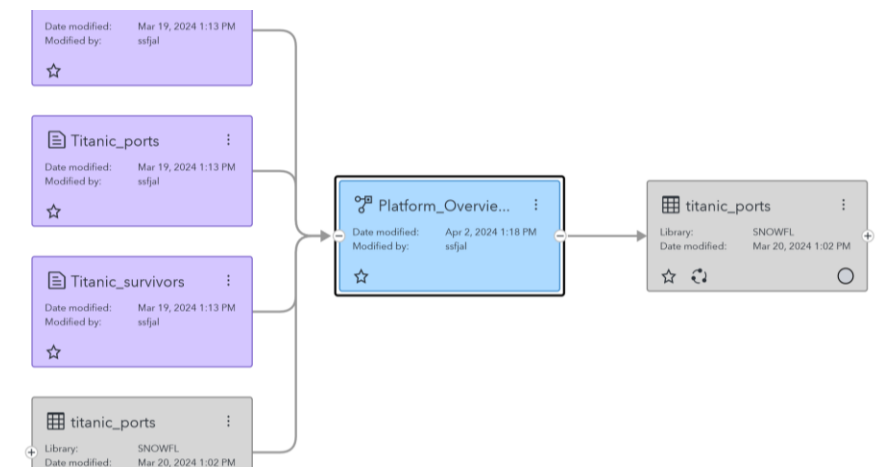 Date modified: Mar 19, 2024 1:13 PM
Modified by: ssfjal
Titanic_ports
Date modified: Mar 19, 2024 1:13 PM
Modified by: ssfjal
Titanic_survivors
Date modified: Mar 19, 2024 1:13 PM
Modified by: ssfjal
titanic_ports
Library: SNOWFL
Date modified: Mar 20, 2024 1:02 PM
Platform_Overvie...
Date modified: Apr 2, 2024 1:18 PM
Modified by: ssfjal
titanic_ports
Library: SNOWFL
Date modified: Mar 20, 2024 1:02 PM